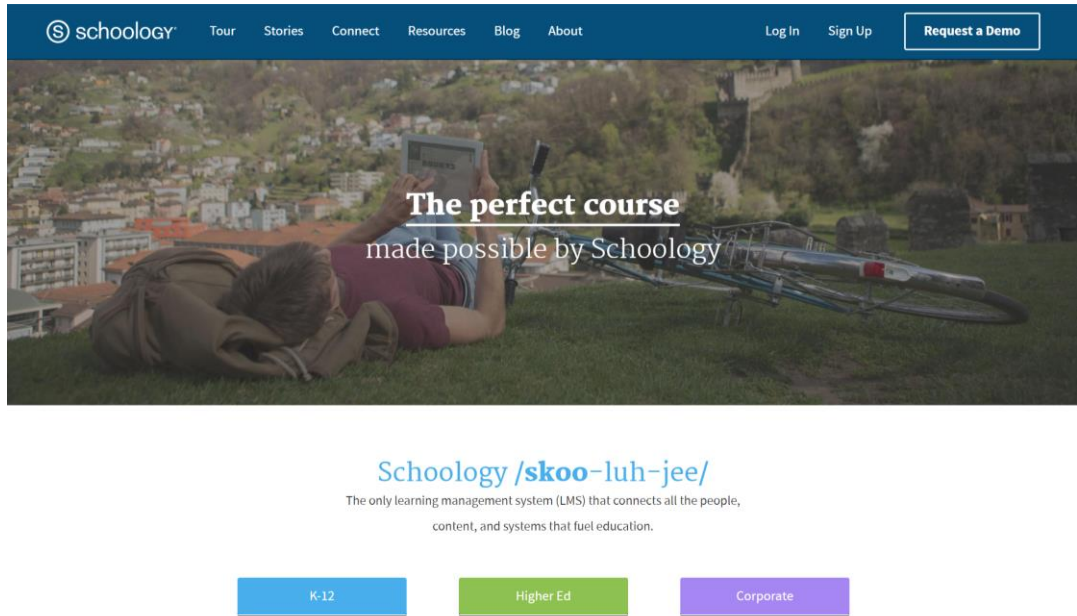 schoology
Tour Stories Connect Resources Blog About Log In Sign Up Request a Demo
The perfect course
made possible by Schoology
Schoology /skoo-luh-jee/
The only learning management system (LMS) that connects all the people,
content, and systems that fuel education.
K-12 Higher Ed Corporate